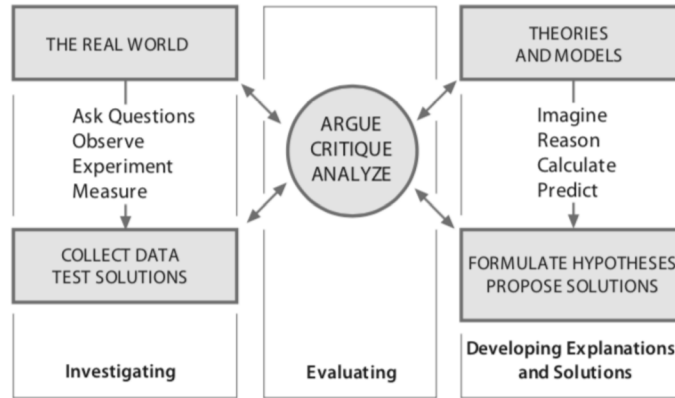 THE REAL WORLD
Ask Questions
Observe
Experiment
Measure
COLLECT DATA
TEST SOLUTIONS
Investigating
ARGUE
CRITIQUE
ANALYZE
Evaluating
THEORIES
AND MODELS
Imagine
Reason
Calculate
Predict
FORMULATE HYPOTHESES
PROPOSE SOLUTIONS
Developing Explanations
and Solutions